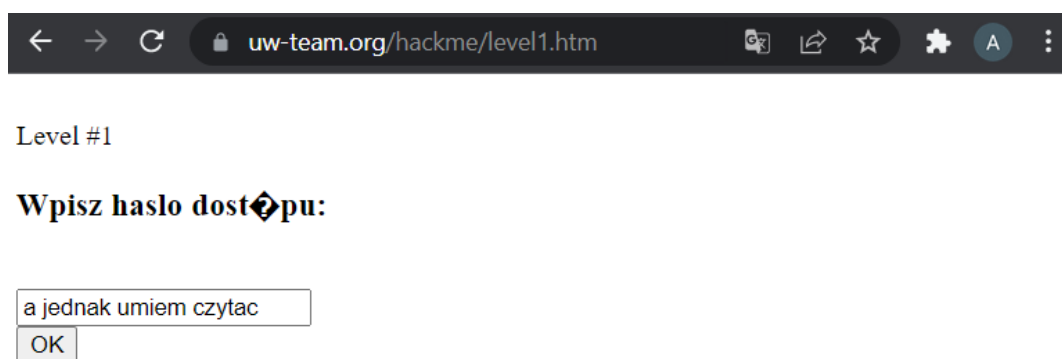 uw-team.org/hackme/level1.htm
A
Level #1
Wpisz haslo dost�pu:
a jednak umiem czytac
OK